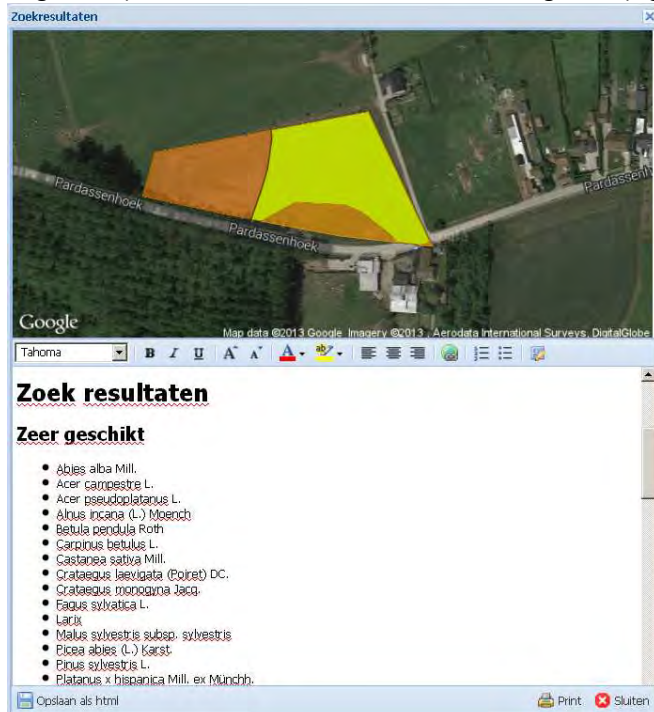 Zoekresultaten
Pardassenhoek
Pardassenh
Pardassenhoek
Google
Map data ©2013 Google Imagery ©2013 , Aerodata International Surveys, DigitalGlobe
Tahoma
B I U A A A ab
Zoek resultaten
Zeer geschikt
Abies alba Mill.
Acer campestre L.
Acer pseudoplatanus L.
Alnus incana (L.) Moench
Betula pendula Roth
Carpinus betulus L.
Castanea sativa Mill.
Crataegus laevigata (Poiret) DC.
Crataegus monogyna Jacq.
Fagus sylvatica L.
Larix
Malus sylvestris subsp. sylvestris
Picea abies (L.) Karst.
Pinus sylvestris L.
Platanus x hispanica Mill. ex Münchh.
Opslaan als html Print Sluiten